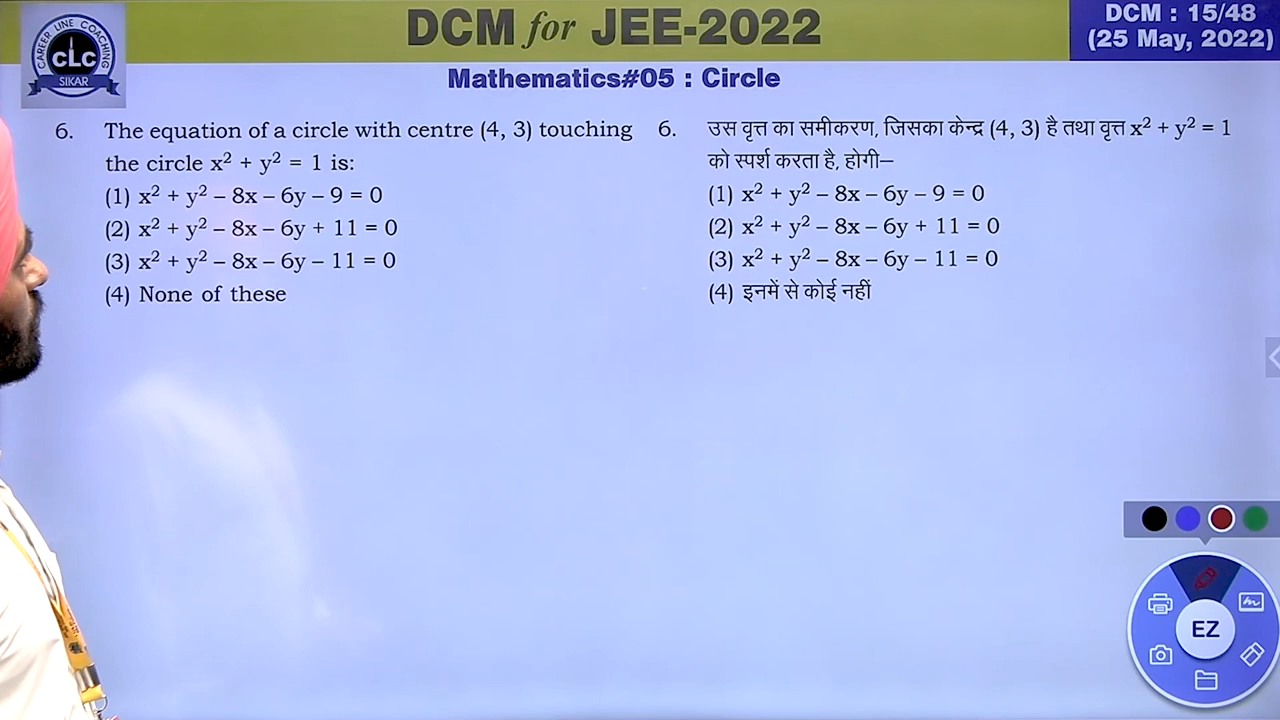 CAREER LINE COACHING
CLC
SIKAR
DCM for JEE-2022
DCM : 15/48
(25 May, 2022)
Mathematics#05 : Circle
6. The equation of a circle with centre (4, 3) touching
the circle x² + y² = 1 is:
(1) x² + y² – 8x – 6y – 9 = 0
(2) x² + y² – 8x – 6y + 11 = 0
(3) x² + y² – 8x – 6y – 11 = 0
(4) None of these
6. उस वृत्त का समीकरण, जिसका केन्द्र (4, 3) है तथा वृत्त x² + y² = 1
को स्पर्श करता है, होगी–
(1) x² + y² – 8x – 6y – 9 = 0
(2) x² + y² – 8x – 6y + 11 = 0
(3) x² + y² – 8x – 6y – 11 = 0
(4) इनमें से कोई नहीं
EZ